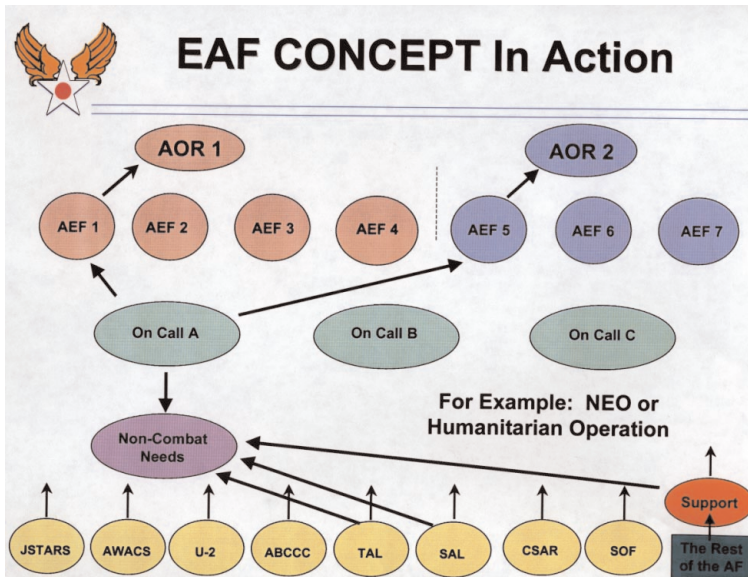 EAF CONCEPT In Action
AOR 1
AOR 2
AEF 1
AEF 2
AEF 3
AEF 4
AEF 5
AEF 6
AEF 7
On Call A
On Call B
On Call C
For Example: NEO or
Humanitarian Operation
Non-Combat
Needs
Support
JSTARS
AWACS
U-2
ABCCC
TAL
SAL
CSAR
SOF
The Rest
of the AF